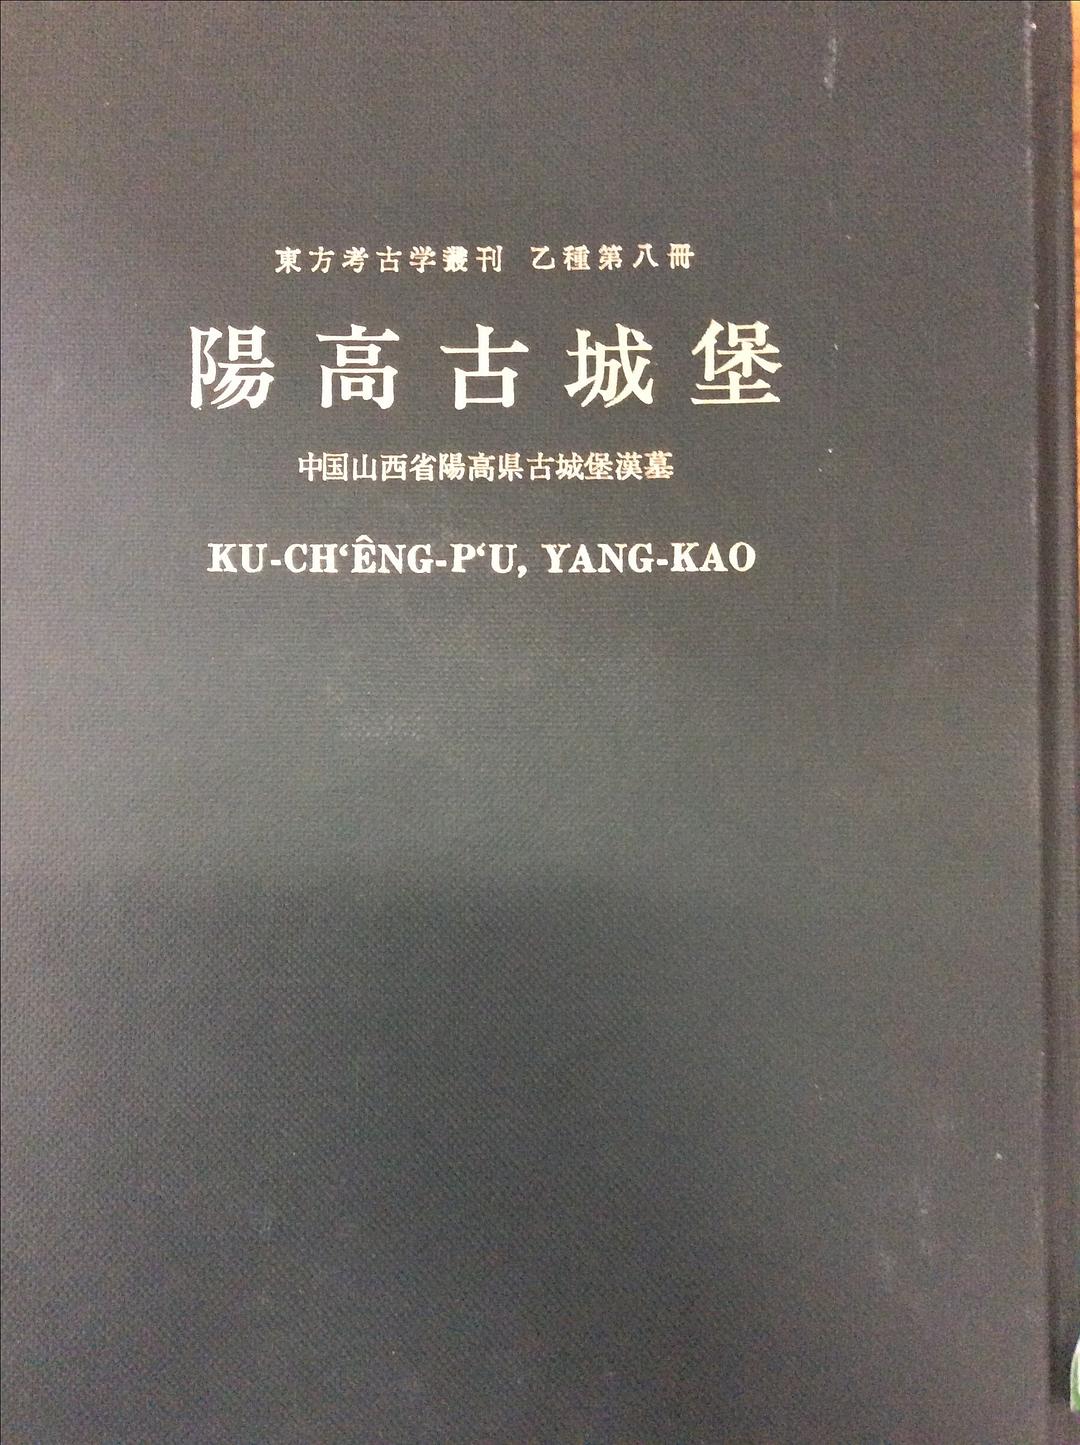 東方考古学叢刊 乙種第八冊
陽高古城堡
中国山西省陽高県古城堡漢墓
KU-CH‘ÊNG-P‘U, YANG-KAO